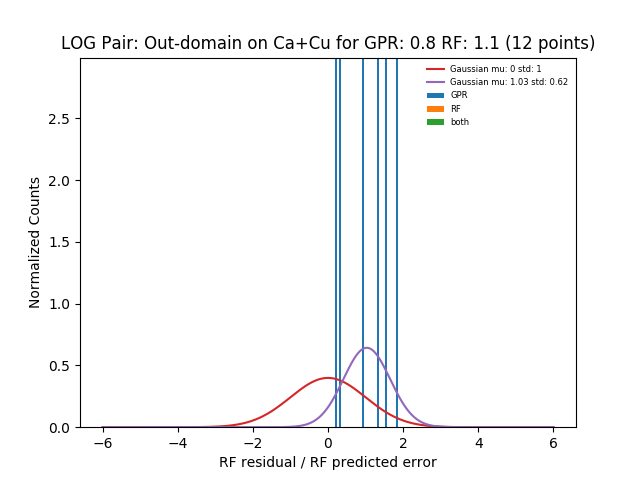 LOG Pair: Out-domain on Ca+Cu for GPR: 0.8 RF: 1.1 (12 points)
Gaussian mu: 0 std: 1
Gaussian mu: 1.03 std: 0.62
GPR
RF
both
Normalized Counts
2.5
2.0
1.5
1.0
0.5
0.0
−6 −4 −2 0 2 4 6
RF residual / RF predicted error